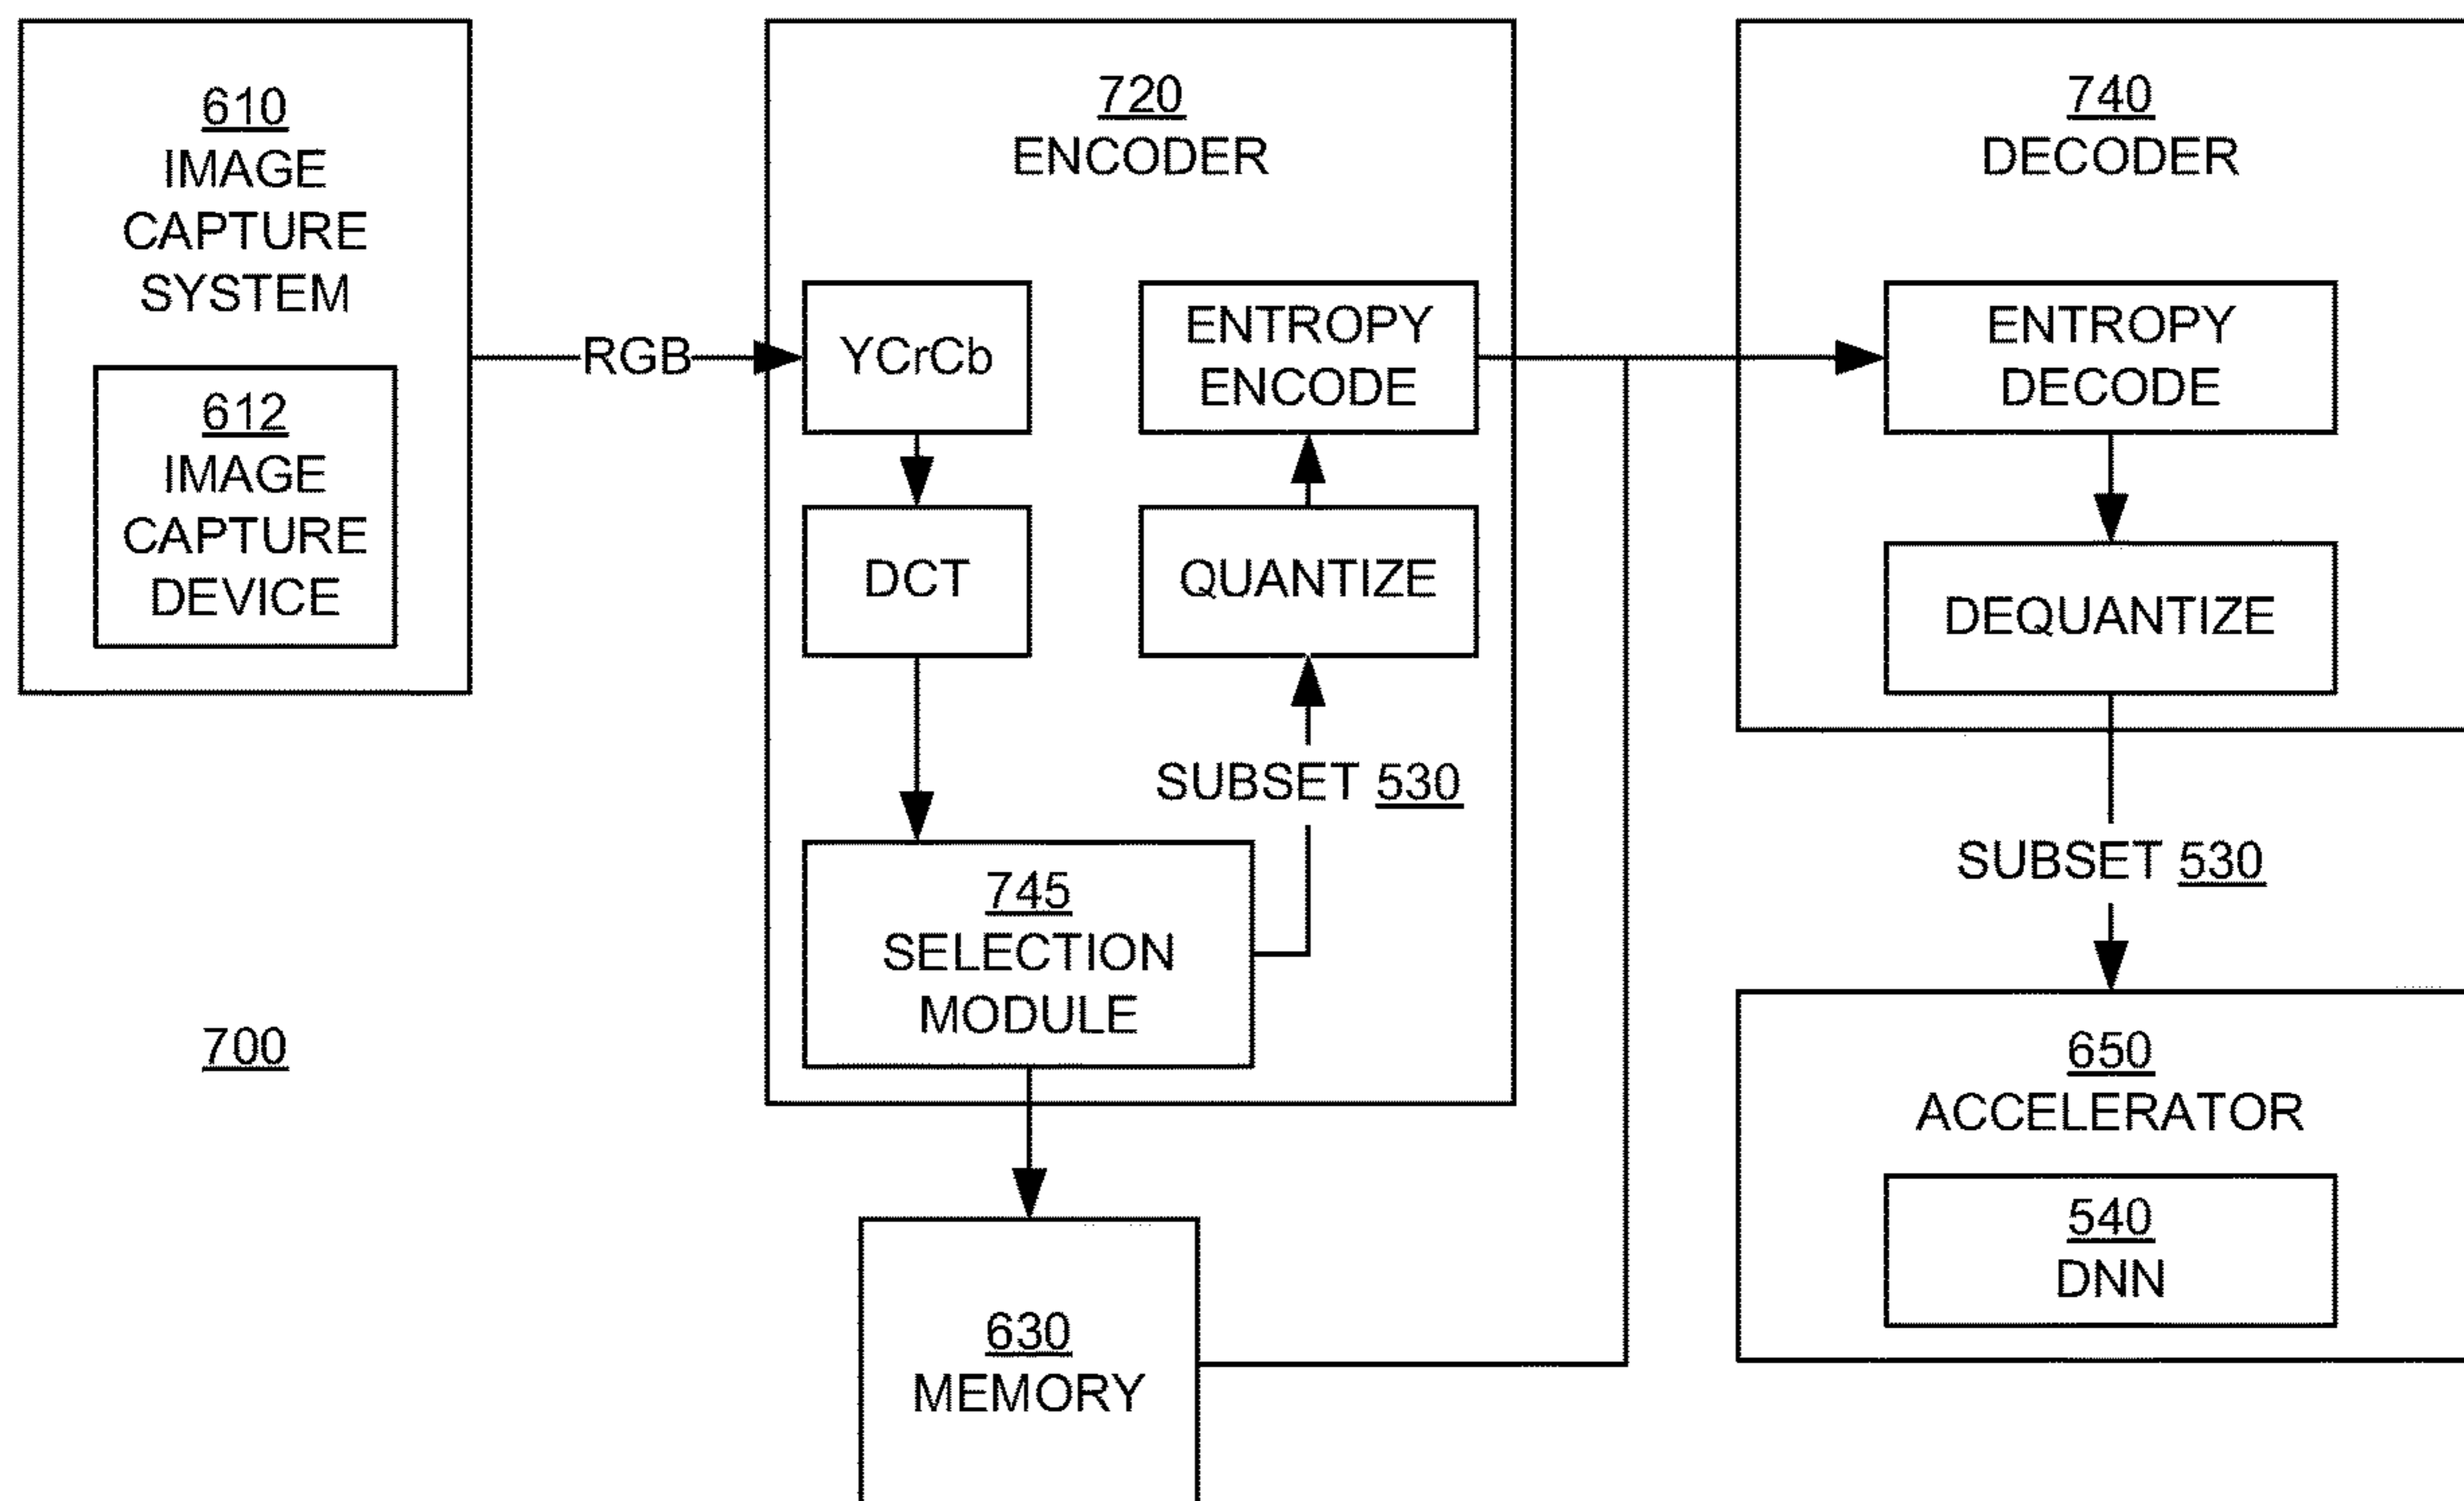 610
IMAGE
CAPTURE
SYSTEM
612
IMAGE
CAPTURE
DEVICE
RGB
720
ENCODER
YCrCb
DCT
745
SELECTION
MODULE
SUBSET 530
QUANTIZE
ENTROPY
ENCODE
740
DECODER
ENTROPY
DECODE
DEQUANTIZE
SUBSET 530
650
ACCELERATOR
540
DNN
630
MEMORY
700